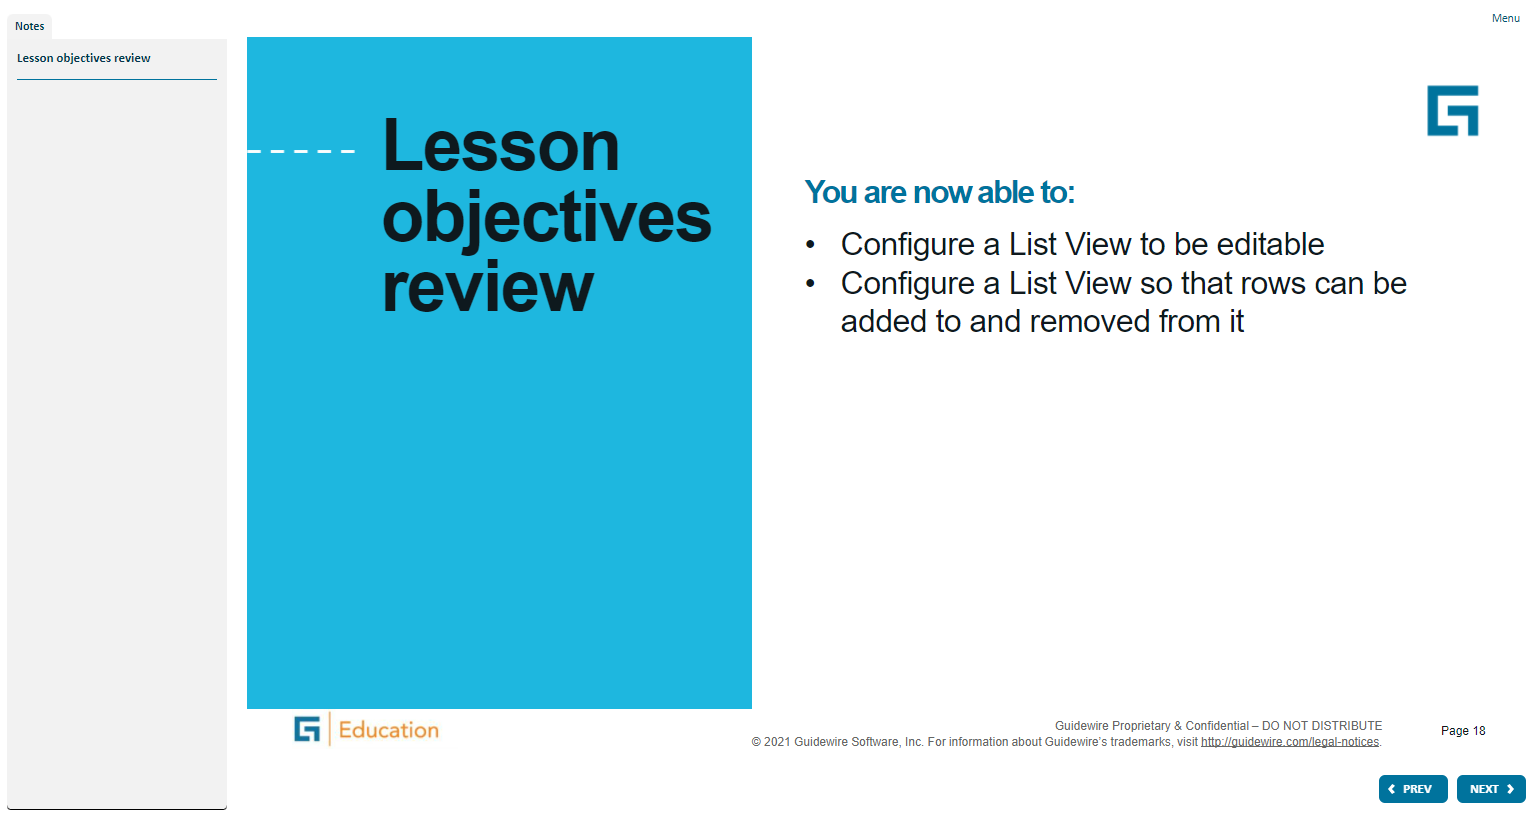 Notes
Menu
Lesson objectives review
Lesson
objectives
review
You are now able to:
• Configure a List View to be editable
• Configure a List View so that rows can be
added to and removed from it
Education
Guidewire Proprietary & Confidential – DO NOT DISTRIBUTE
© 2021 Guidewire Software, Inc. For information about Guidewire's trademarks, visit http://guidewire.com/legal-notices.
Page 18
PREV
NEXT